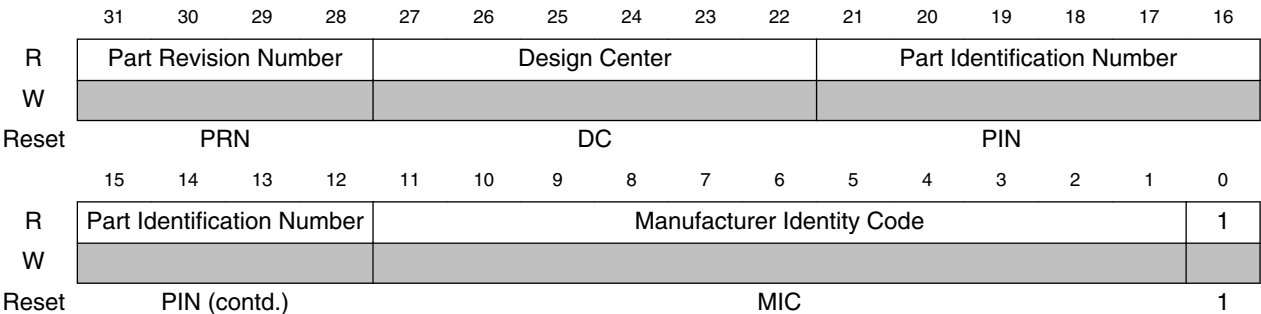 31 30 29 28 27 26 25 24 23 22 21 20 19 18 17 16
R Part Revision Number Design Center Part Identification Number
W
Reset PRN DC PIN
15 14 13 12 11 10 9 8 7 6 5 4 3 2 1 0
R Part Identification Number Manufacturer Identity Code 1
W
Reset PIN (contd.) MIC 1